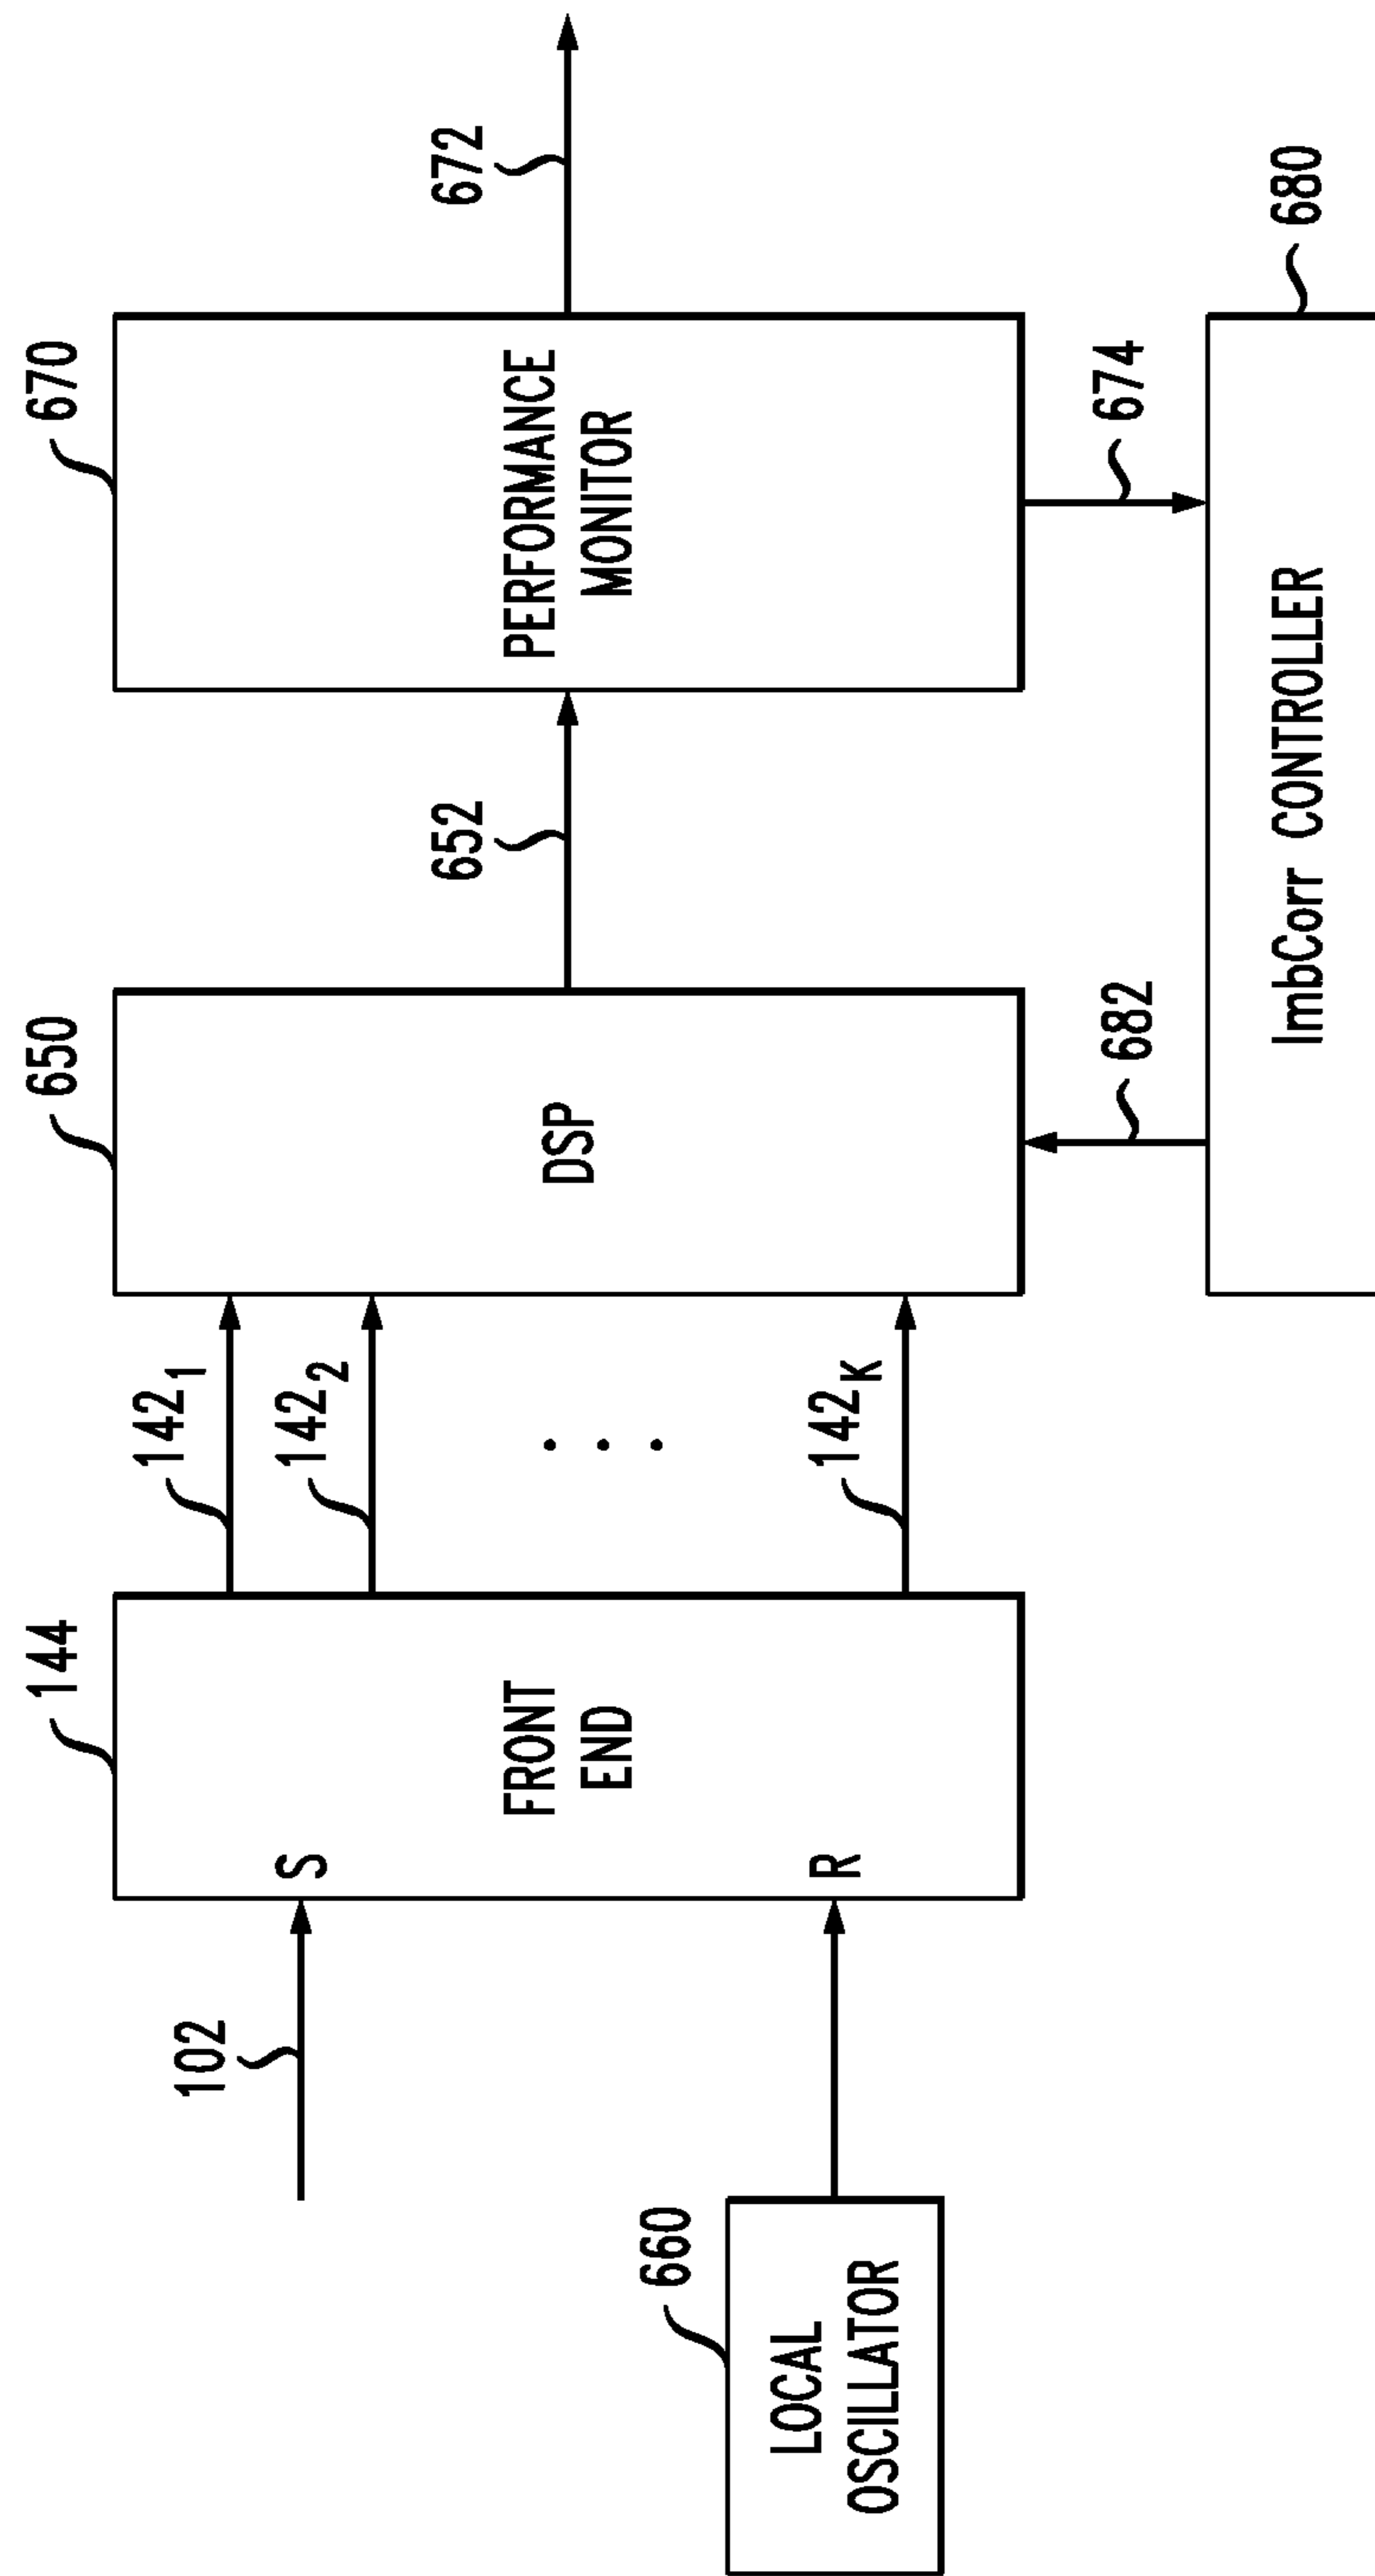 144
650
670
142₁
142₂
142ₖ
102
S
R
FRONT
END
DSP
652
PERFORMANCE
MONITOR
672
660
LOCAL
OSCILLATOR
682
674
ImbCorr CONTROLLER
680